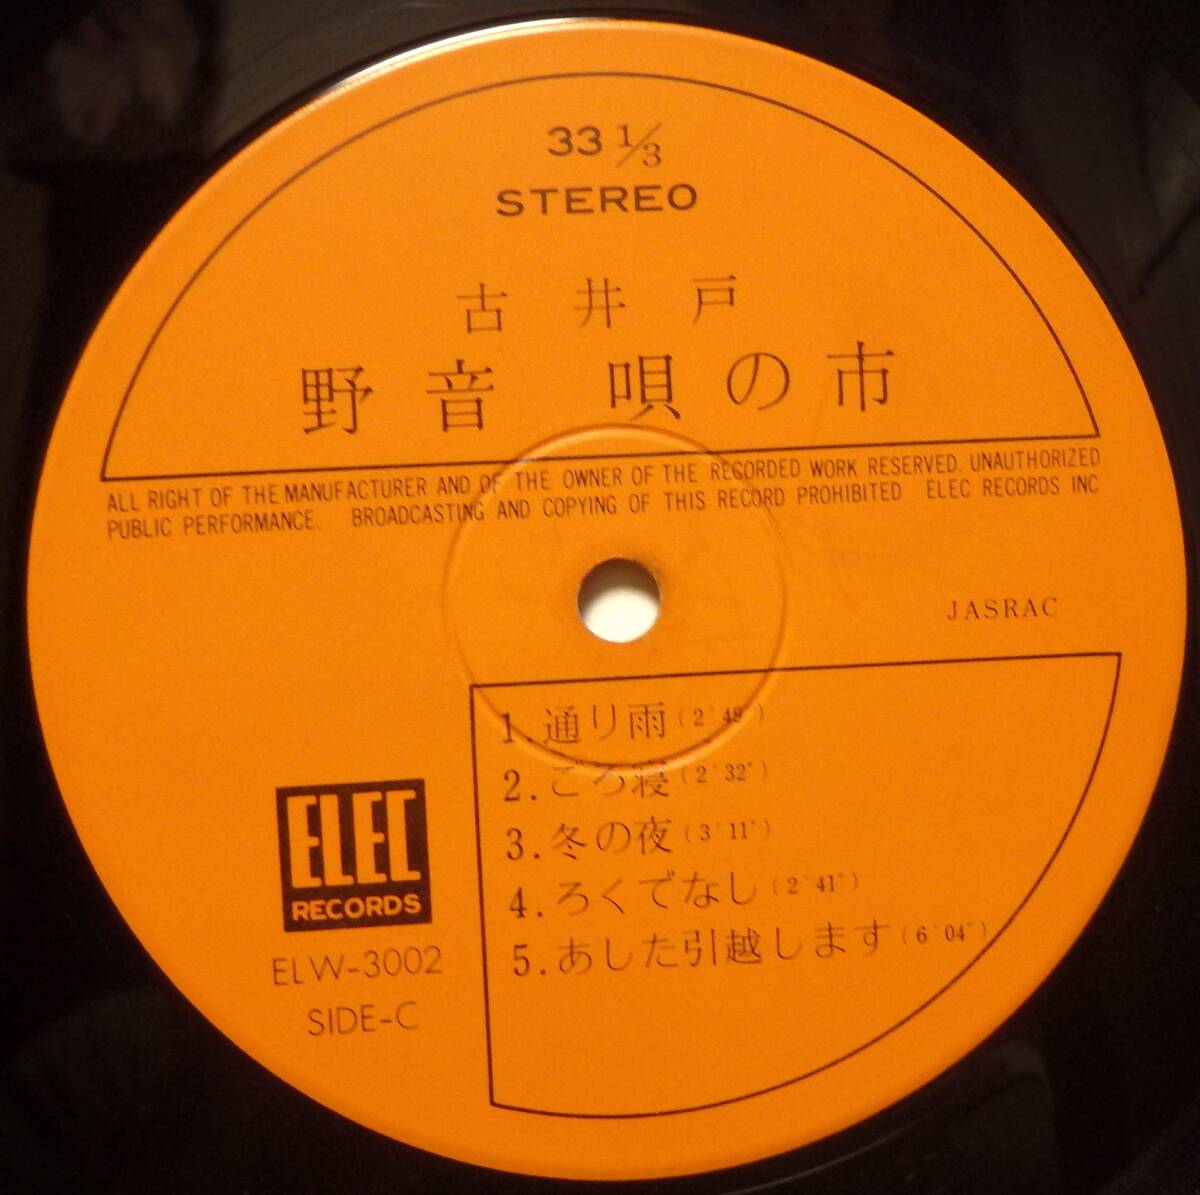 33 1/3
STEREO
古井戸
野音 唄の市
ALL RIGHT OF THE MANUFACTURER AND OF THE OWNER OF THE RECORDED WORK RESERVED. UNAUTHORIZED
PUBLIC PERFORMANCE. BROADCASTING AND COPYING OF THIS RECORD PROHIBITED ELEC RECORDS INC
JASRAC
1.通り雨(2'49")
2.ごろ寝(2'32")
3.冬の夜(3'11")
4.ろくでなし(2'41")
5.あした引越します(6'04")
ELEC
RECORDS
ELW-3002
SIDE-C